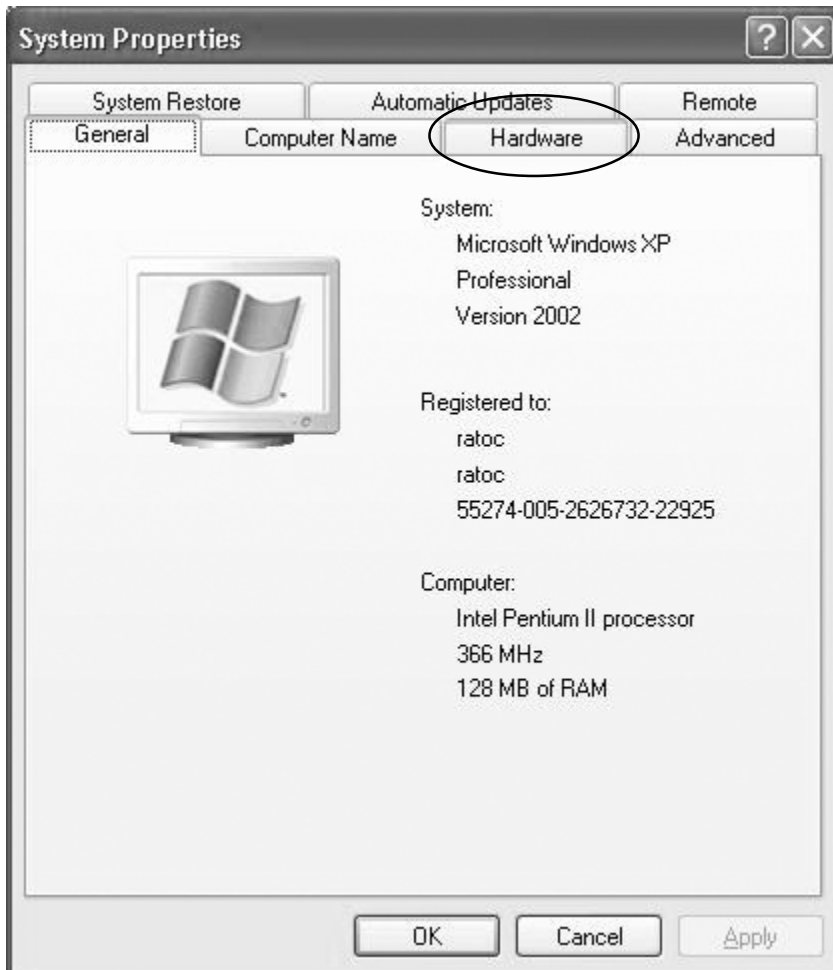 System Properties
System Restore Automatic Updates Remote
General Computer Name Hardware Advanced
System:
Microsoft Windows XP
Professional
Version 2002
Registered to:
ratoc
ratoc
55274-005-2626732-22925
Computer:
Intel Pentium II processor
366 MHz
128 MB of RAM
OK Cancel Apply